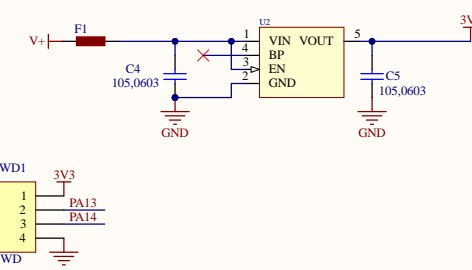 F1
U2
3V
V+
1 VIN VOUT 5
4 BP
3 EN
2 GND
C4
105,0603
C5
105,0603
GND
GND
WD1
3V3
1
2 PA13
3 PA14
4
WD